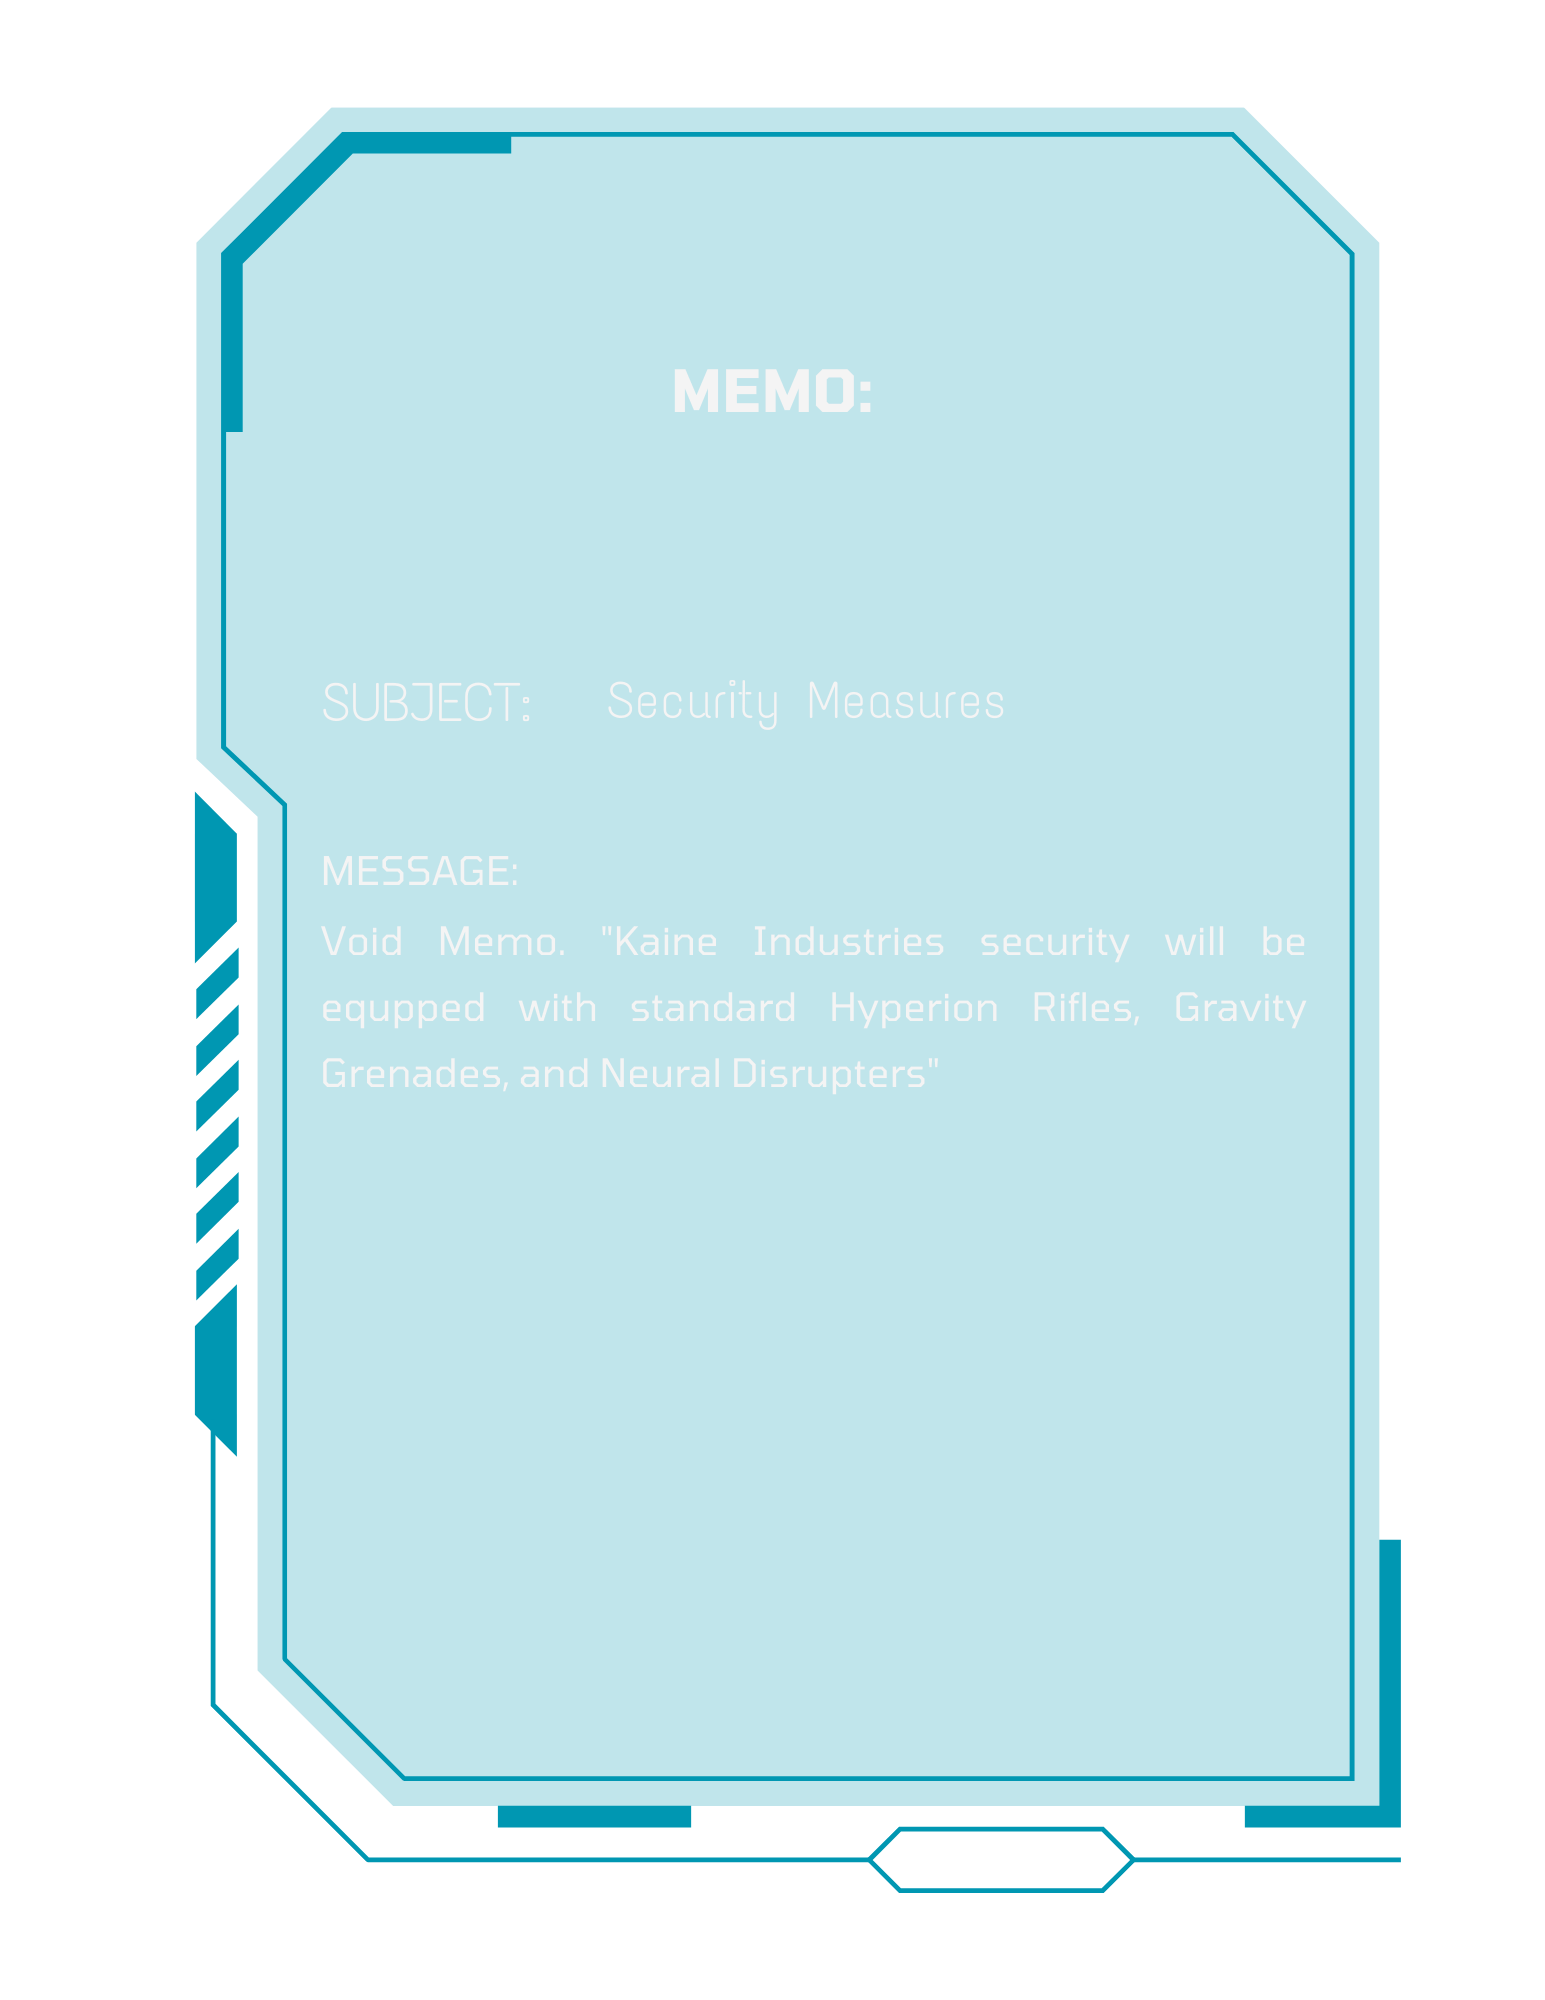 MEMO:
SUBJECT: Security Measures
MESSAGE:
Void Memo. "Kaine Industries security will be
equpped with standard Hyperion Rifles, Gravity
Grenades, and Neural Disrupters"